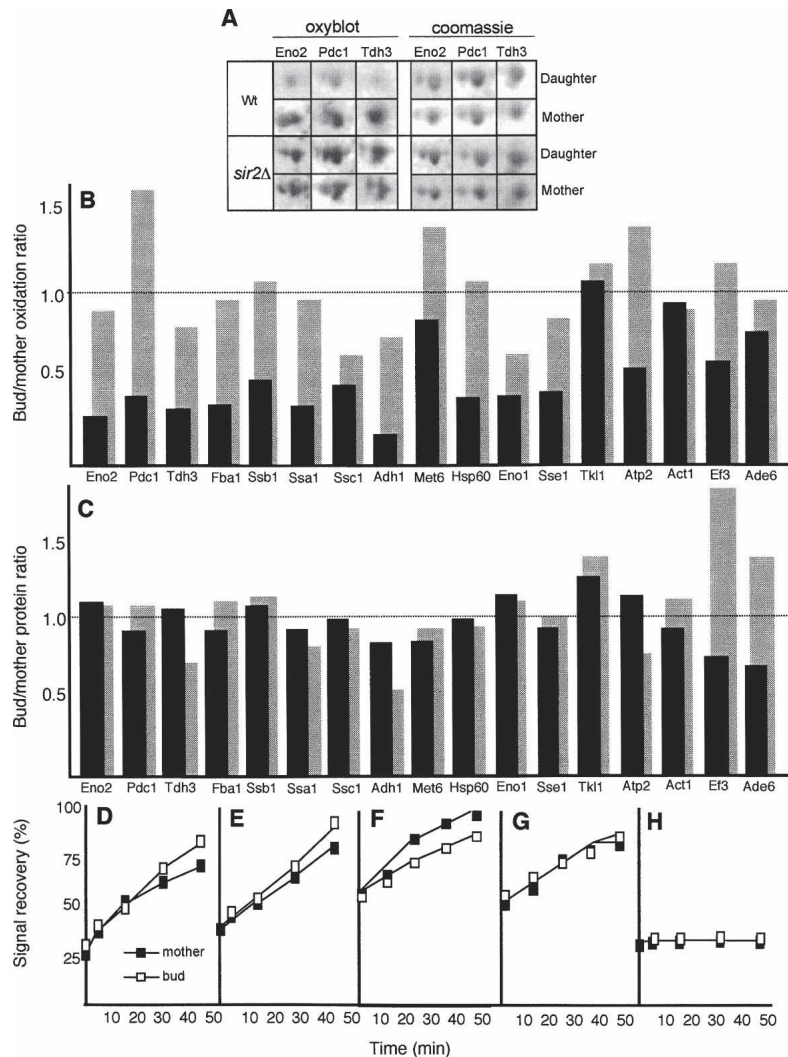 A
oxyblot coomassie
Eno2 Pdc1 Tdh3 Eno2 Pdc1 Tdh3
Wt
Daughter
Mother
sir2Δ
Daughter
Mother
B
Bud/mother oxidation ratio
1.5
1.0
0.5
Eno2 Pdc1 Tdh3 Fba1 Ssb1 Ssa1 Ssc1 Adh1 Met6 Hsp60 Eno1 Sse1 Tkl1 Atp2 Act1 Ef3 Ade6
C
Bud/mother protein ratio
1.5
1.0
0.5
Eno2 Pdc1 Tdh3 Fba1 Ssb1 Ssa1 Ssc1 Adh1 Met6 Hsp60 Eno1 Sse1 Tkl1 Atp2 Act1 Ef3 Ade6
D E F G H
Signal recovery (%)
100
75
50
25
mother
bud
10 20 30 40 50 10 20 30 40 50 10 20 30 40 50 10 20 30 40 50 10 20 30 40 50
Time (min)